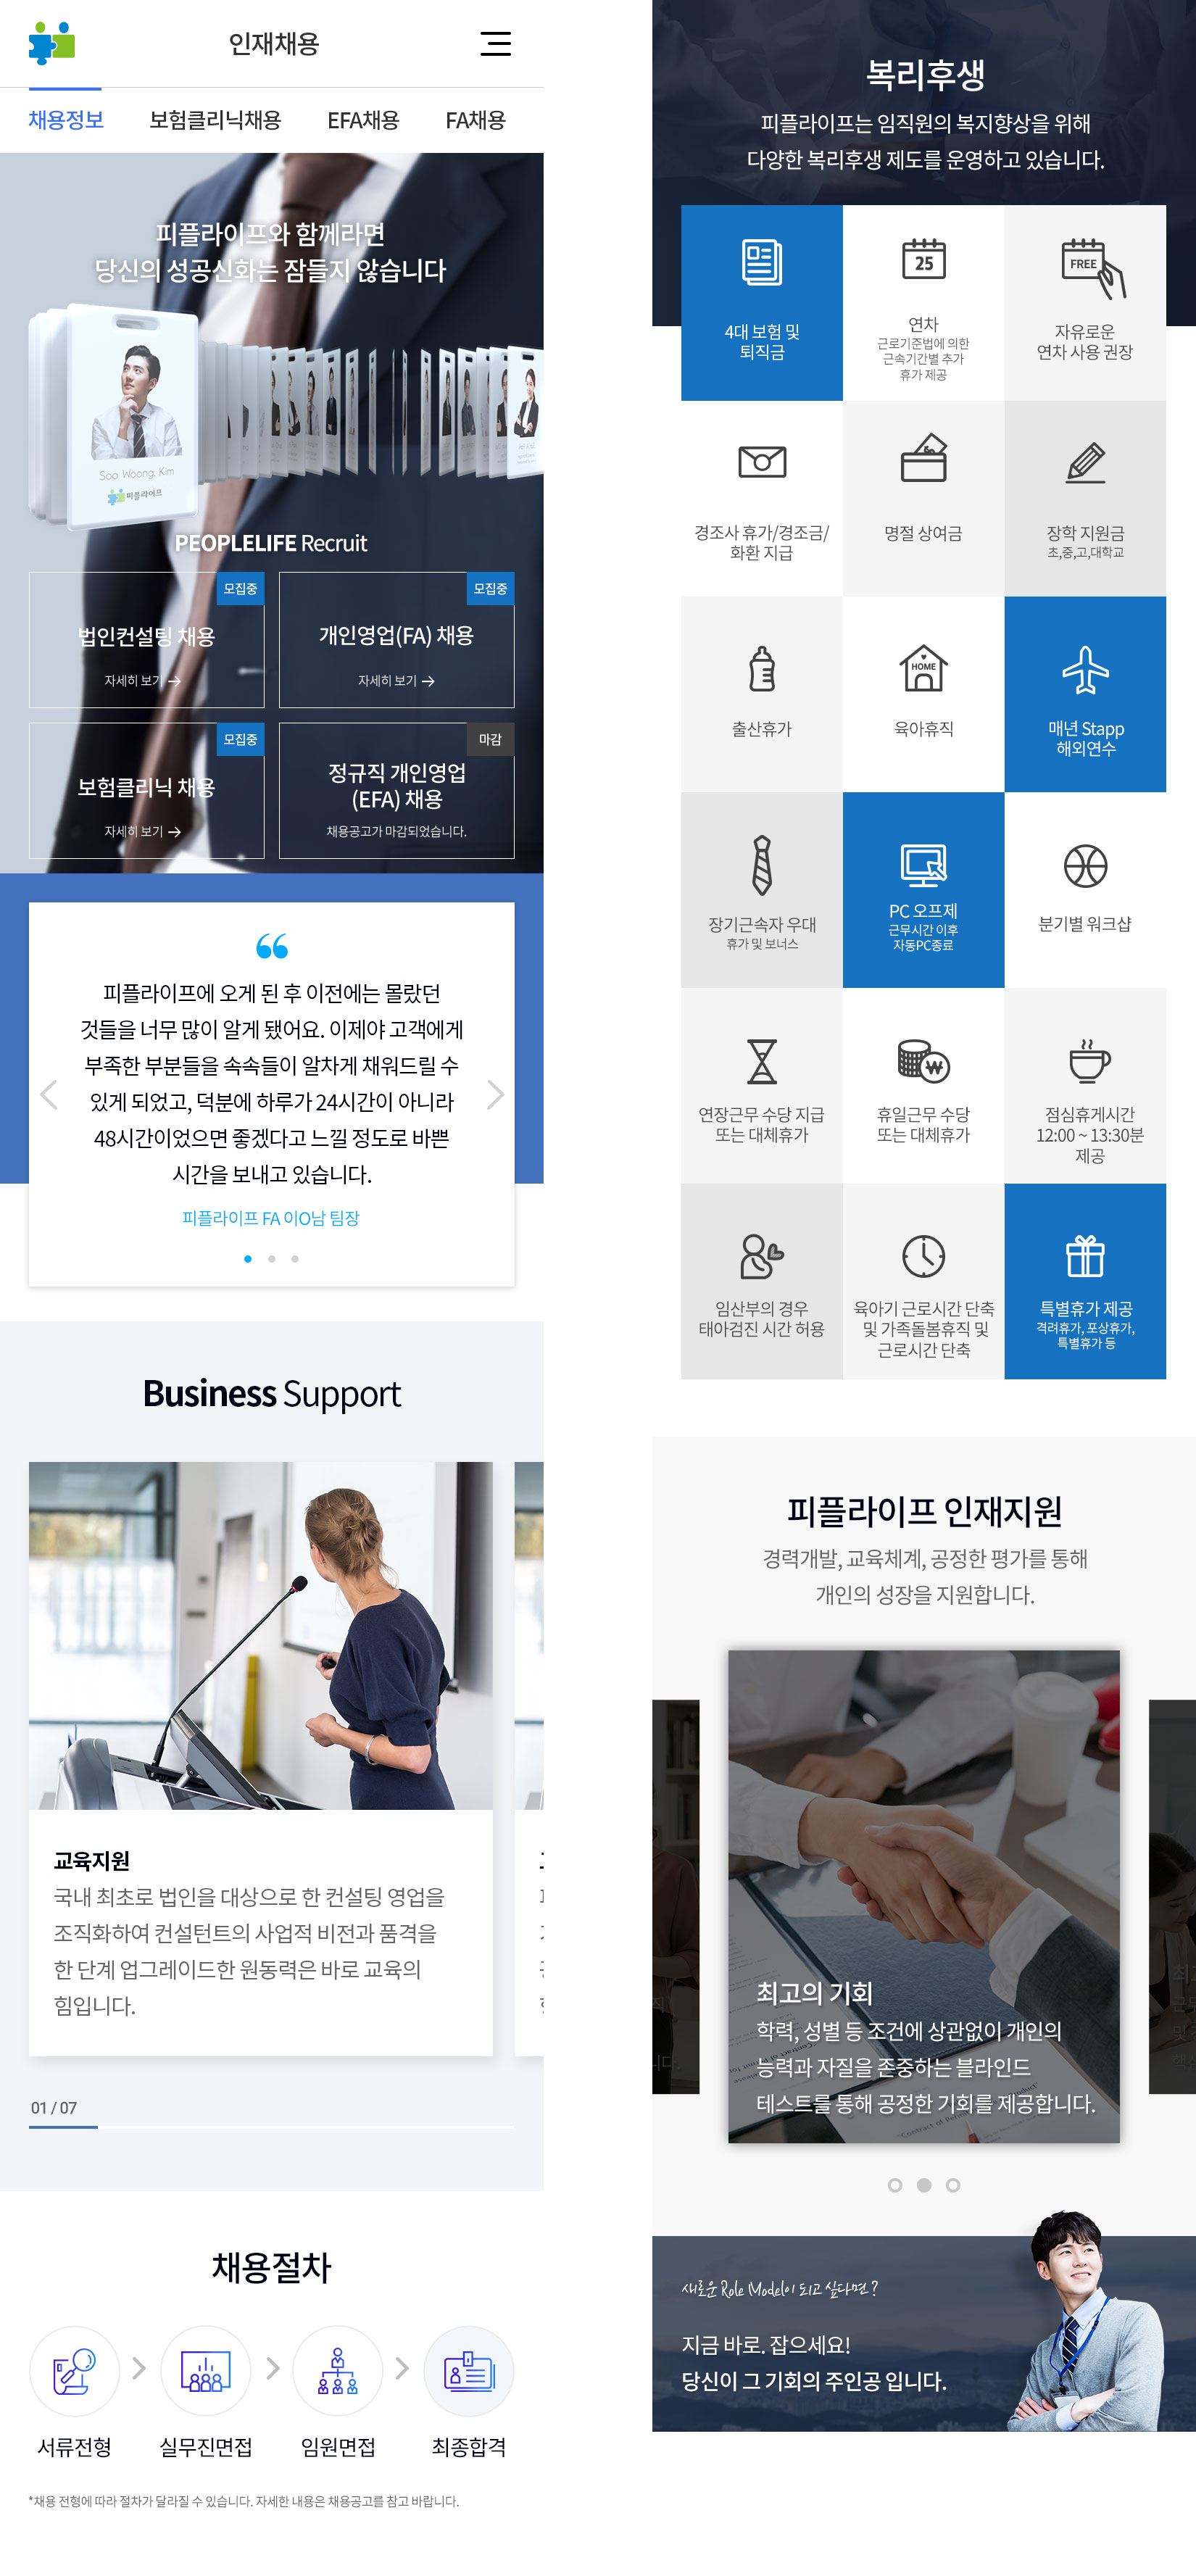 인재채용
채용정보
보험클리닉채용
EFA채용
FA채용
피플라이프와 함께라면
당신의 성공신화는 잠들지 않습니다
Soo Woong, Kim
피플라이프
PEOPLELIFE Recruit
모집중
법인컨설팅 채용
자세히 보기
모집중
개인영업(FA) 채용
자세히 보기
모집중
보험클리닉 채용
자세히 보기
마감
정규직 개인영업
(EFA) 채용
채용공고가 마감되었습니다.
피플라이프에 오게 된 후 이전에는 몰랐던
것들을 너무 많이 알게 됐어요. 이제야 고객에게
부족한 부분들을 속속들이 알차게 채워드릴 수
있게 되었고, 덕분에 하루가 24시간이 아니라
48시간이었으면 좋겠다고 느낄 정도로 바쁜
시간을 보내고 있습니다.
피플라이프 FA 이O남 팀장
Business Support
교육지원
국내 최초로 법인을 대상으로 한 컨설팅 영업을
조직화하여 컨설턴트의 사업적 비전과 품격을
한 단계 업그레이드한 원동력은 바로 교육의
힘입니다.
01 / 07
채용절차
서류전형
실무진면접
임원면접
최종합격
*채용 전형에 따라 절차가 달라질 수 있습니다. 자세한 내용은 채용공고를 참고 바랍니다.
복리후생
피플라이프는 임직원의 복지향상을 위해
다양한 복리후생 제도를 운영하고 있습니다.
4대 보험 및
퇴직금
25
연차
근로기준법에 의한
근속기간별 추가
휴가 제공
FREE
자유로운
연차 사용 권장
경조사 휴가/경조금/
화환 지급
명절 상여금
장학 지원금
초,중,고,대학교
출산휴가
HOME
육아휴직
매년 Stapp
해외연수
장기근속자 우대
휴가 및 보너스
PC 오프제
근무시간 이후
자동PC종료
분기별 워크샵
연장근무 수당 지급
또는 대체휴가
휴일근무 수당
또는 대체휴가
점심휴게시간
12:00 ~ 13:30분
제공
임산부의 경우
태아검진 시간 허용
육아기 근로시간 단축
및 가족돌봄휴직 및
근로시간 단축
특별휴가 제공
격려휴가, 포상휴가,
특별휴가 등
피플라이프 인재지원
경력개발, 교육체계, 공정한 평가를 통해
개인의 성장을 지원합니다.
최고의 기회
학력, 성별 등 조건에 상관없이 개인의
능력과 자질을 존중하는 블라인드
테스트를 통해 공정한 기회를 제공합니다.
새로운 Role Model이 되고 싶다면 ?
지금 바로. 잡으세요!
당신이 그 기회의 주인공 입니다.